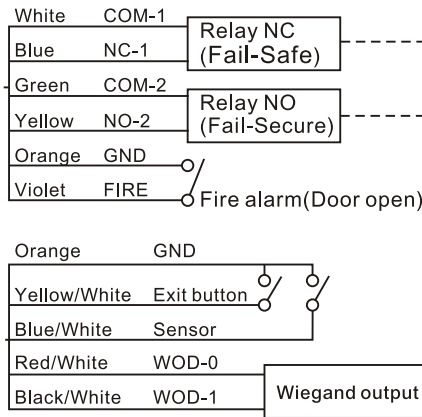 White COM-1
Relay NC
(Fail-Safe)
Blue NC-1
Green COM-2
Relay NO
(Fail-Secure)
Yellow NO-2
Orange GND
Violet FIRE
Fire alarm(Door open)
Orange GND
Yellow/White Exit button
Blue/White Sensor
Red/White WOD-0
Black/White WOD-1
Wiegand output